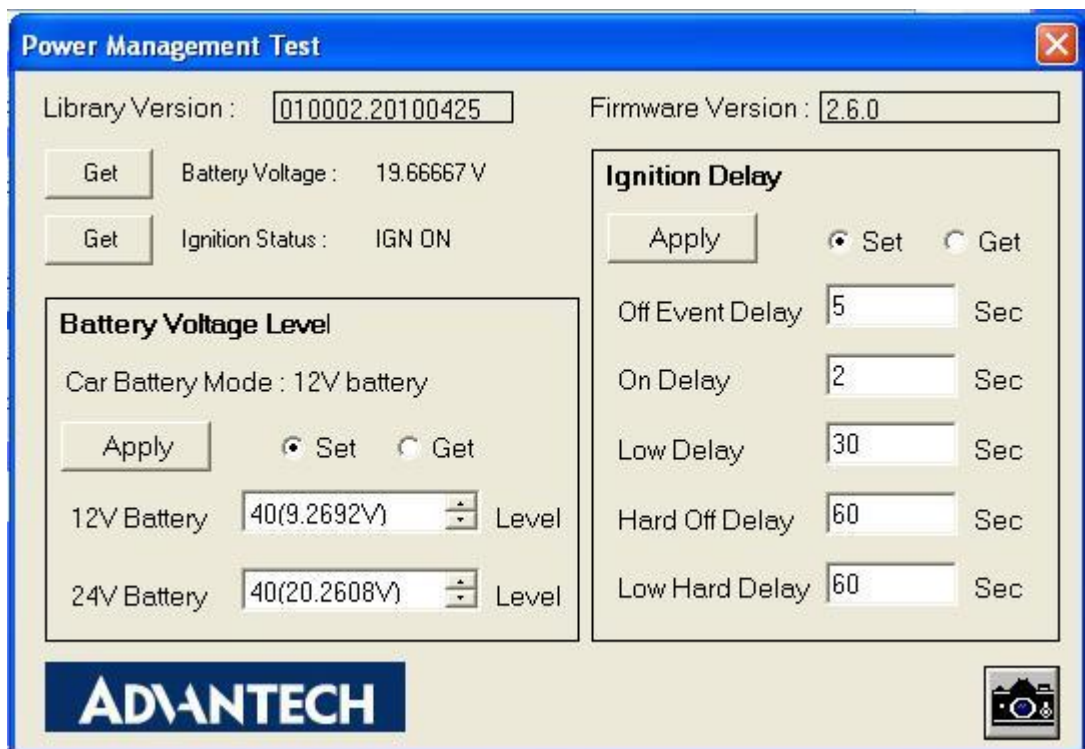 Power Management Test
Library Version : 010002.20100425
Firmware Version : 2.6.0
Get Battery Voltage : 19.66667 V
Get Ignition Status : IGN ON
Battery Voltage Level
Car Battery Mode : 12V battery
Apply Set Get
12V Battery 40(9.2692V) Level
24V Battery 40(20.2608V) Level
Ignition Delay
Apply Set Get
Off Event Delay 5 Sec
On Delay 2 Sec
Low Delay 30 Sec
Hard Off Delay 60 Sec
Low Hard Delay 60 Sec
ADVANTECH